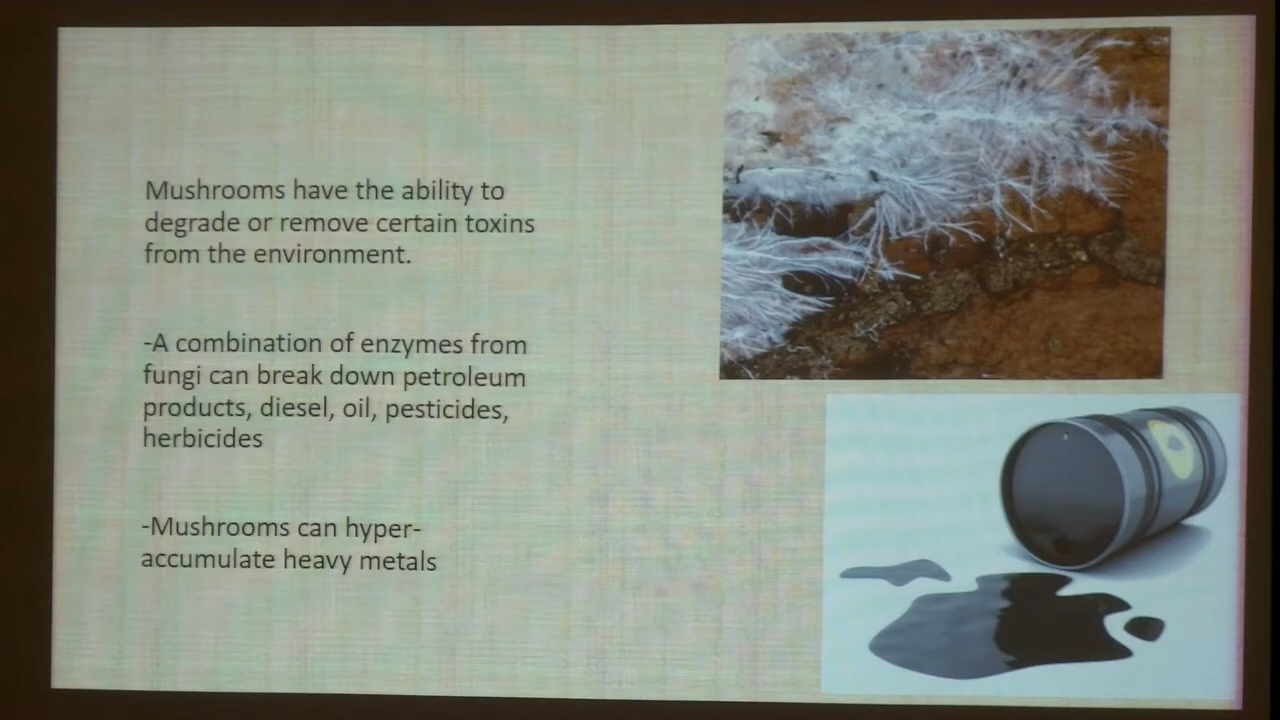 Mushrooms have the ability to
degrade or remove certain toxins
from the environment.
-A combination of enzymes from
fungi can break down petroleum
products, diesel, oil, pesticides,
herbicides
-Mushrooms can hyper-
accumulate heavy metals